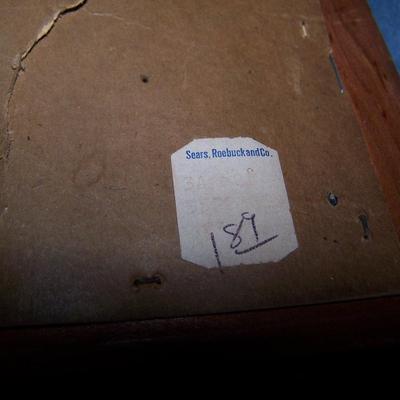 Sears, Roebuck and Co.
1 89